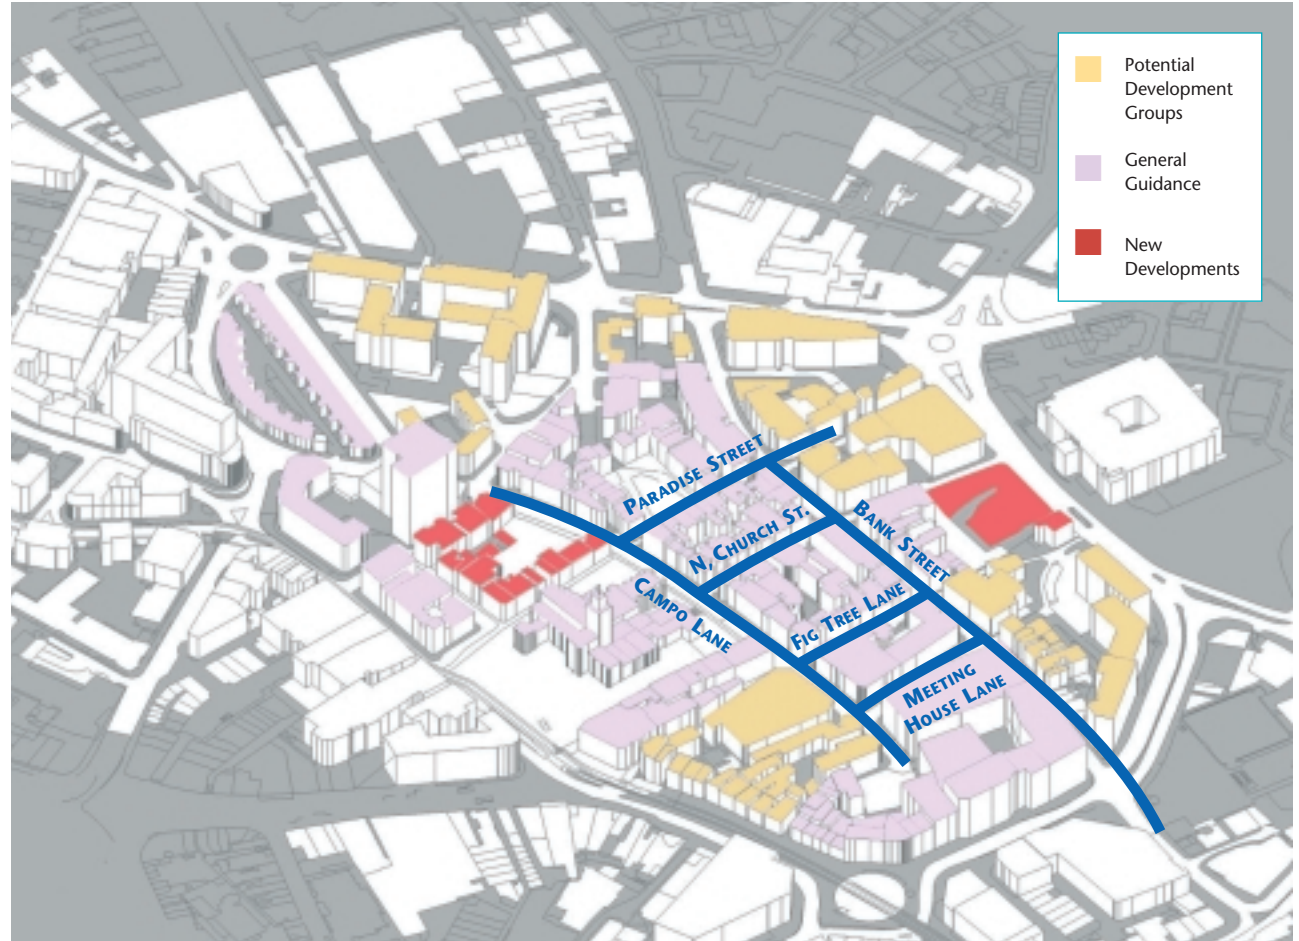 Potential
Development
Groups
General
Guidance
New
Developments
PARADISE STREET
N, CHURCH ST.
BANK STREET
CAMPO LANE
FIG TREE LANE
MEETING
HOUSE LANE